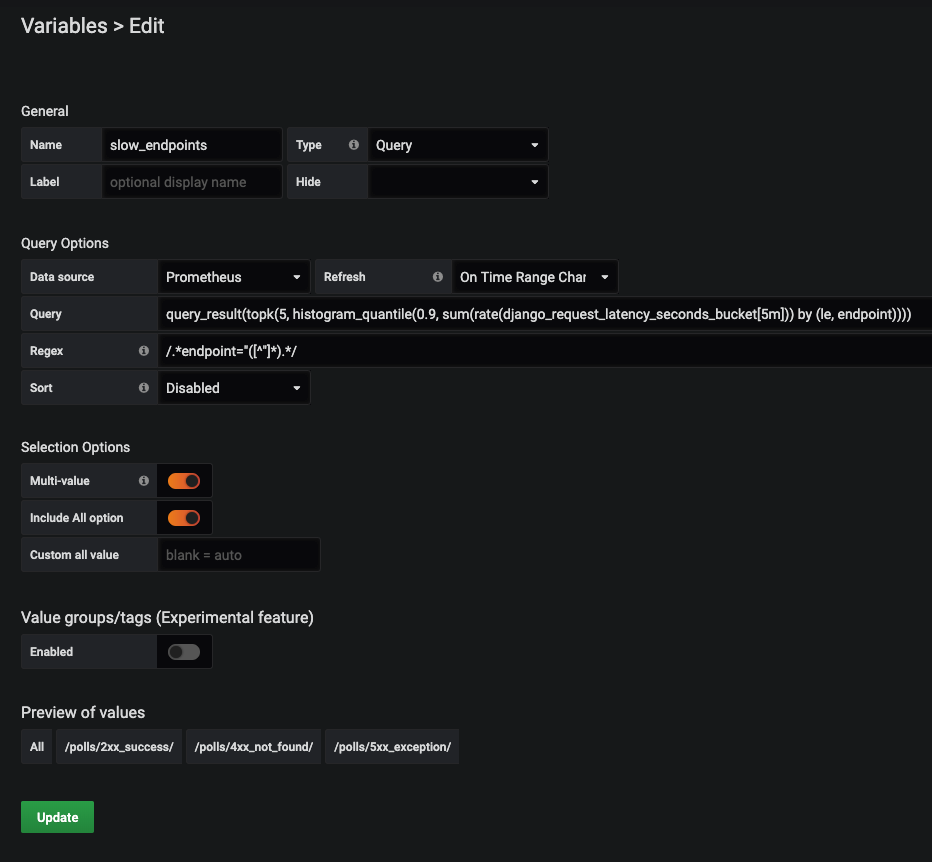 Variables > Edit
General
Name slow_endpoints Type Query
Label optional display name Hide
Query Options
Data source Prometheus Refresh On Time Range Char
Query query_result(topk(5, histogram_quantile(0.9, sum(rate(django_request_latency_seconds_bucket[5m])) by (le, endpoint))))
Regex /.*endpoint="([^"]*).*/
Sort Disabled
Selection Options
Multi-value
Include All option
Custom all value blank = auto
Value groups/tags (Experimental feature)
Enabled
Preview of values
All /polls/2xx_success/ /polls/4xx_not_found/ /polls/5xx_exception/
Update